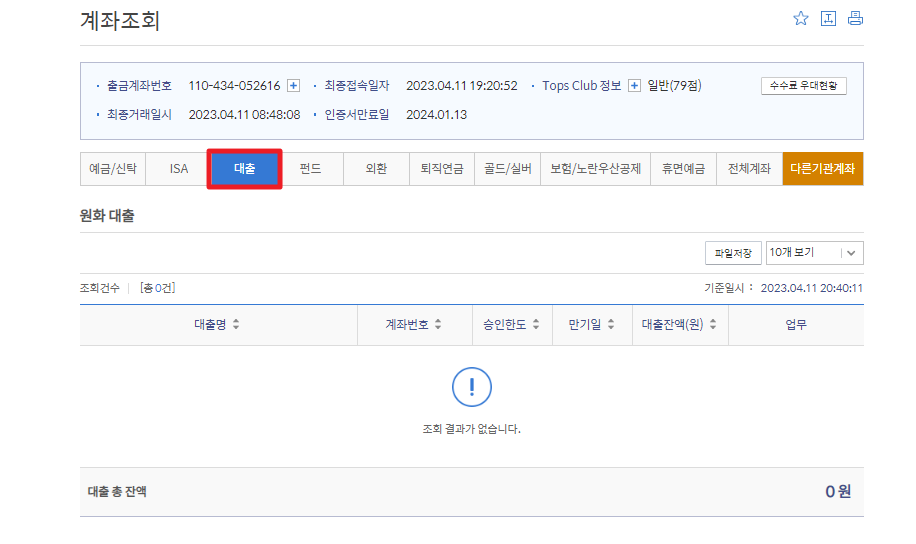 계좌조회
· 출금계좌번호 110-434-052616 · 최종접속일자 2023.04.11 19:20:52 · Tops Club 정보 일반(79점) 수수료 우대현황
· 최종거래일시 2023.04.11 08:48:08 · 인증서만료일 2024.01.13
예금/신탁 ISA 대출 펀드 외환 퇴직연금 골드/실버 보험/노란우산공제 휴면예금 전체계좌 다른기관계좌
원화 대출
파일저장 10개 보기
조회건수 [총 0건] 기준일시 : 2023.04.11 20:40:11
대출명 계좌번호 승인한도 만기일 대출잔액(원) 업무
조회 결과가 없습니다.
대출 총 잔액 0 원